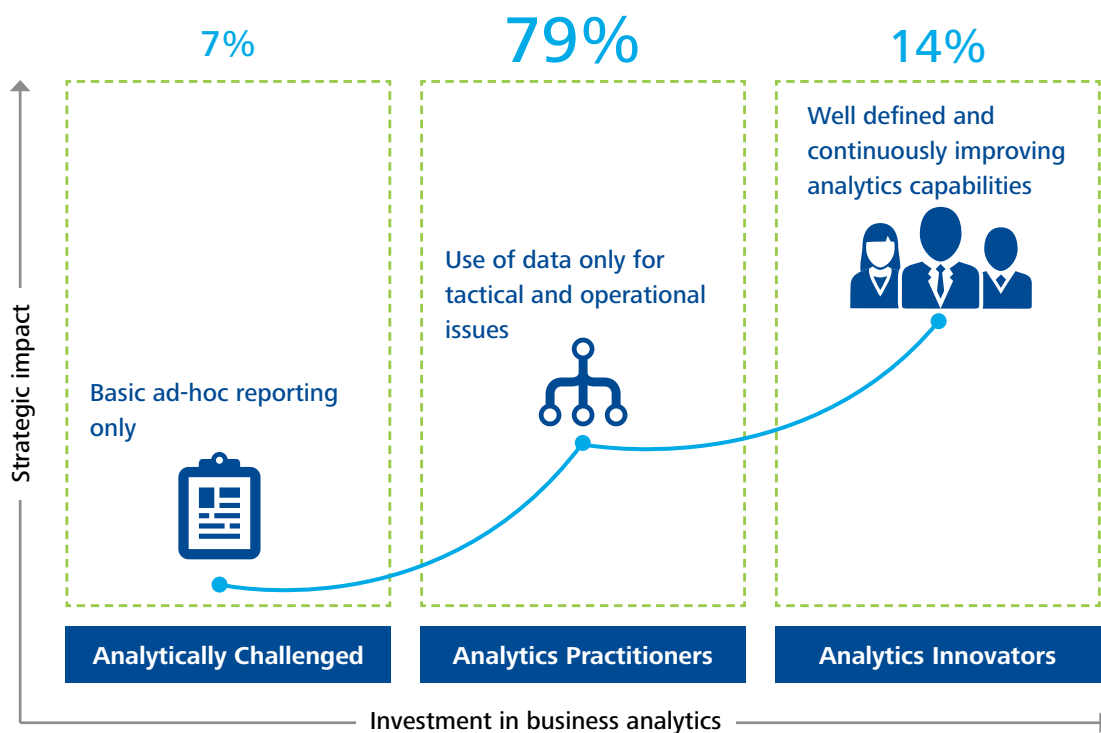 7%
79%
14%
Well defined and
continuously improving
analytics capabilities
Use of data only for
tactical and operational
issues
Basic ad-hoc reporting
only
Strategic impact
Analytically Challenged
Analytics Practitioners
Analytics Innovators
Investment in business analytics